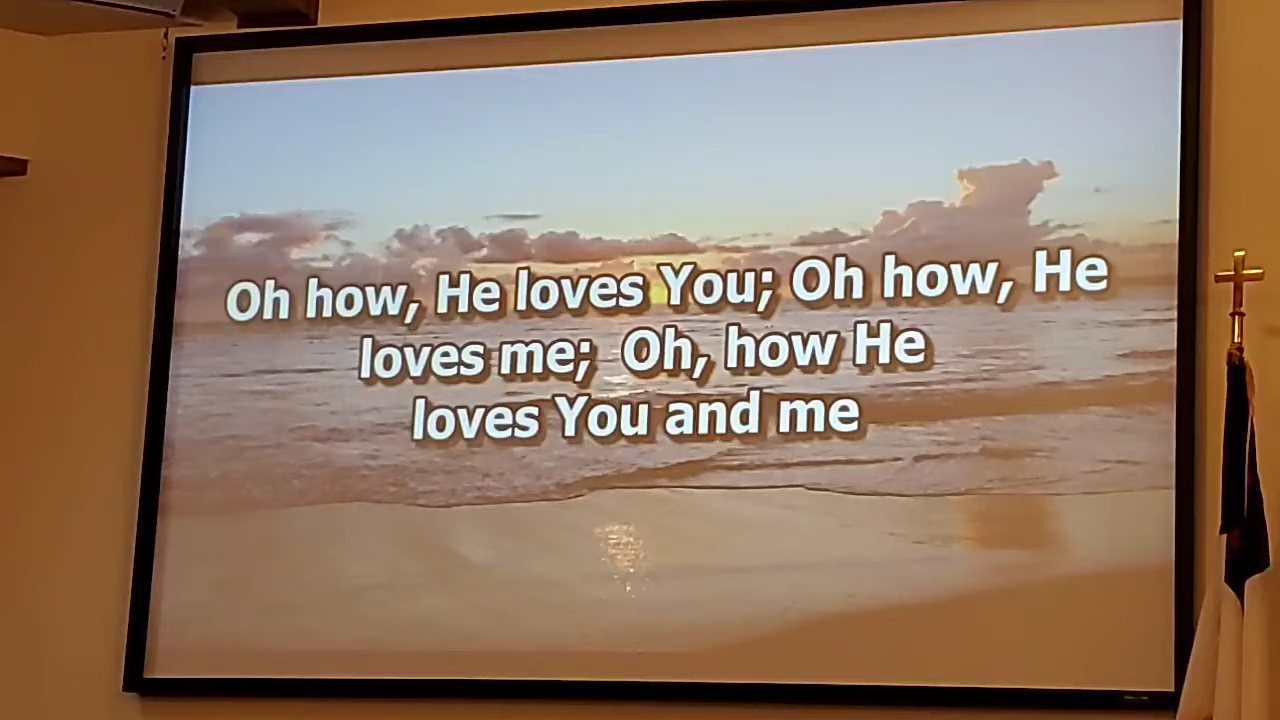 Oh how, He loves You; Oh how, He
loves me; Oh, how He
loves You and me